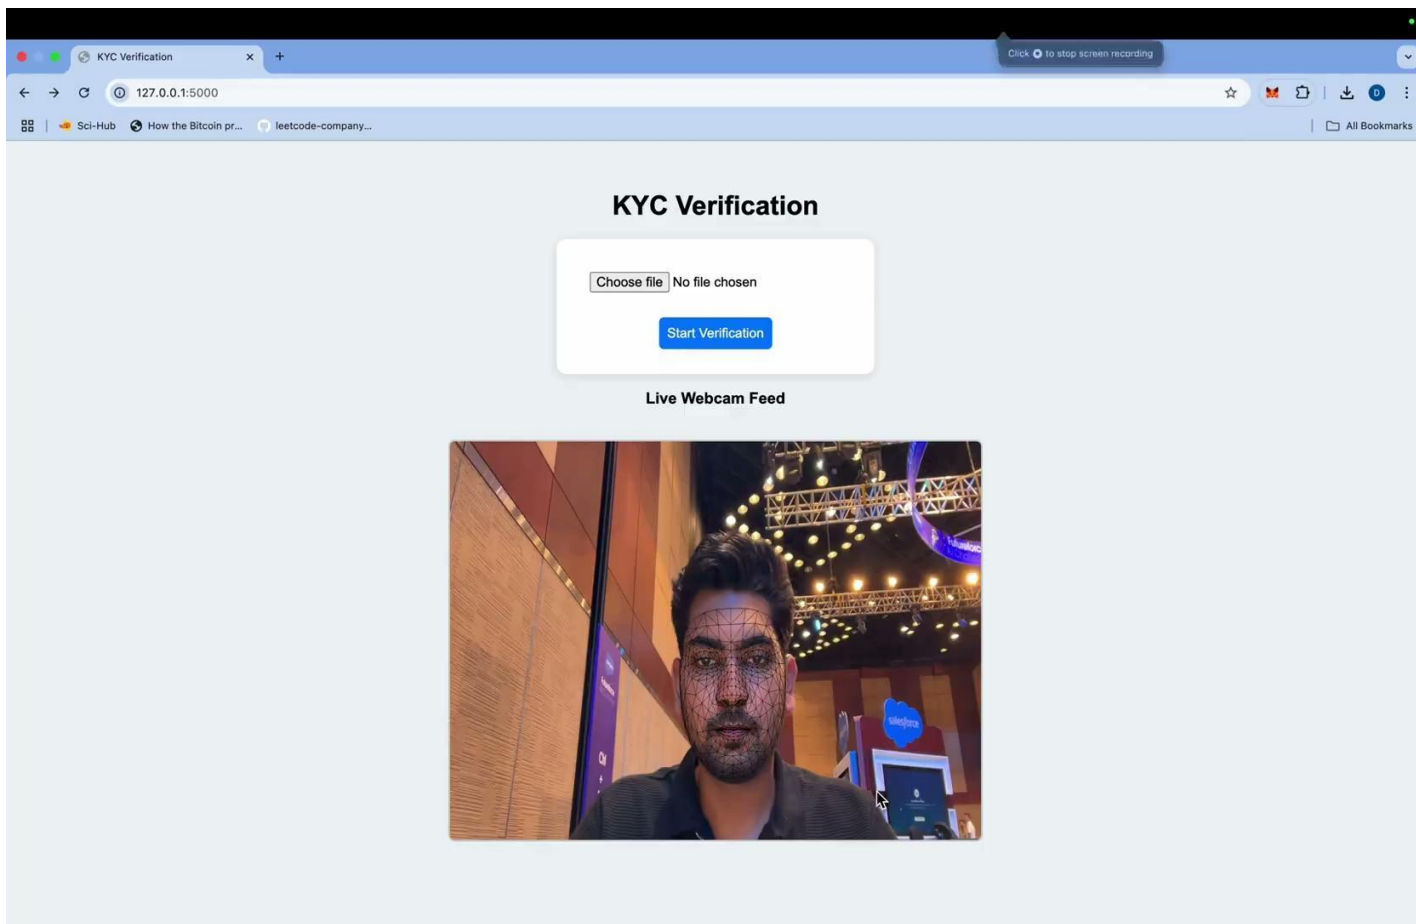 Click to stop screen recording
KYC Verification
127.0.0.1:5000
D
Sci-Hub
How the Bitcoin pr...
leetcode-company...
All Bookmarks
KYC Verification
Choose file No file chosen
Start Verification
Live Webcam Feed
salesforce